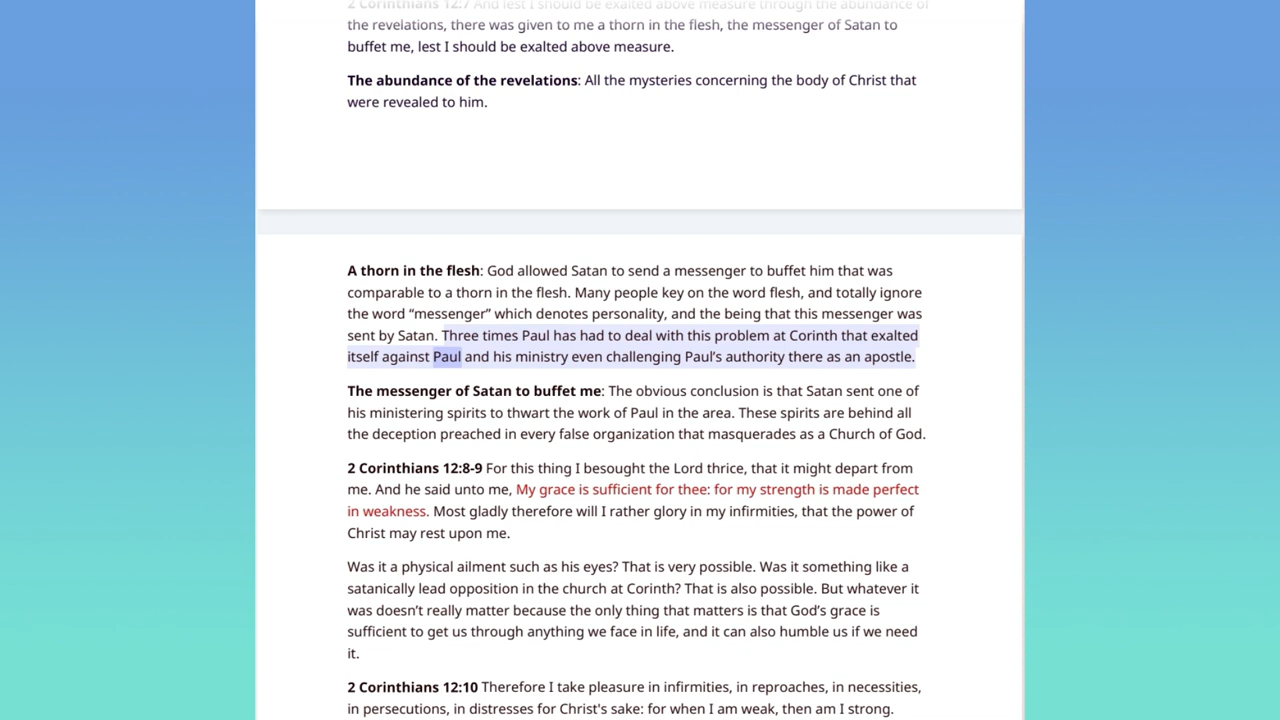 2 Corinthians 12:7 And lest I should be exalted above measure through the abundance of
the revelations, there was given to me a thorn in the flesh, the messenger of Satan to
buffet me, lest I should be exalted above measure.
The abundance of the revelations: All the mysteries concerning the body of Christ that
were revealed to him.
A thorn in the flesh: God allowed Satan to send a messenger to buffet him that was
comparable to a thorn in the flesh. Many people key on the word flesh, and totally ignore
the word “messenger” which denotes personality, and the being that this messenger was
sent by Satan. Three times Paul has had to deal with this problem at Corinth that exalted
itself against Paul and his ministry even challenging Paul’s authority there as an apostle.
The messenger of Satan to buffet me: The obvious conclusion is that Satan sent one of
his ministering spirits to thwart the work of Paul in the area. These spirits are behind all
the deception preached in every false organization that masquerades as a Church of God.
2 Corinthians 12:8-9 For this thing I besought the Lord thrice, that it might depart from
me. And he said unto me, My grace is sufficient for thee: for my strength is made perfect
in weakness. Most gladly therefore will I rather glory in my infirmities, that the power of
Christ may rest upon me.
Was it a physical ailment such as his eyes? That is very possible. Was it something like a
satanically lead opposition in the church at Corinth? That is also possible. But whatever it
was doesn’t really matter because the only thing that matters is that God’s grace is
sufficient to get us through anything we face in life, and it can also humble us if we need
it.
2 Corinthians 12:10 Therefore I take pleasure in infirmities, in reproaches, in necessities,
in persecutions, in distresses for Christ's sake: for when I am weak, then am I strong.